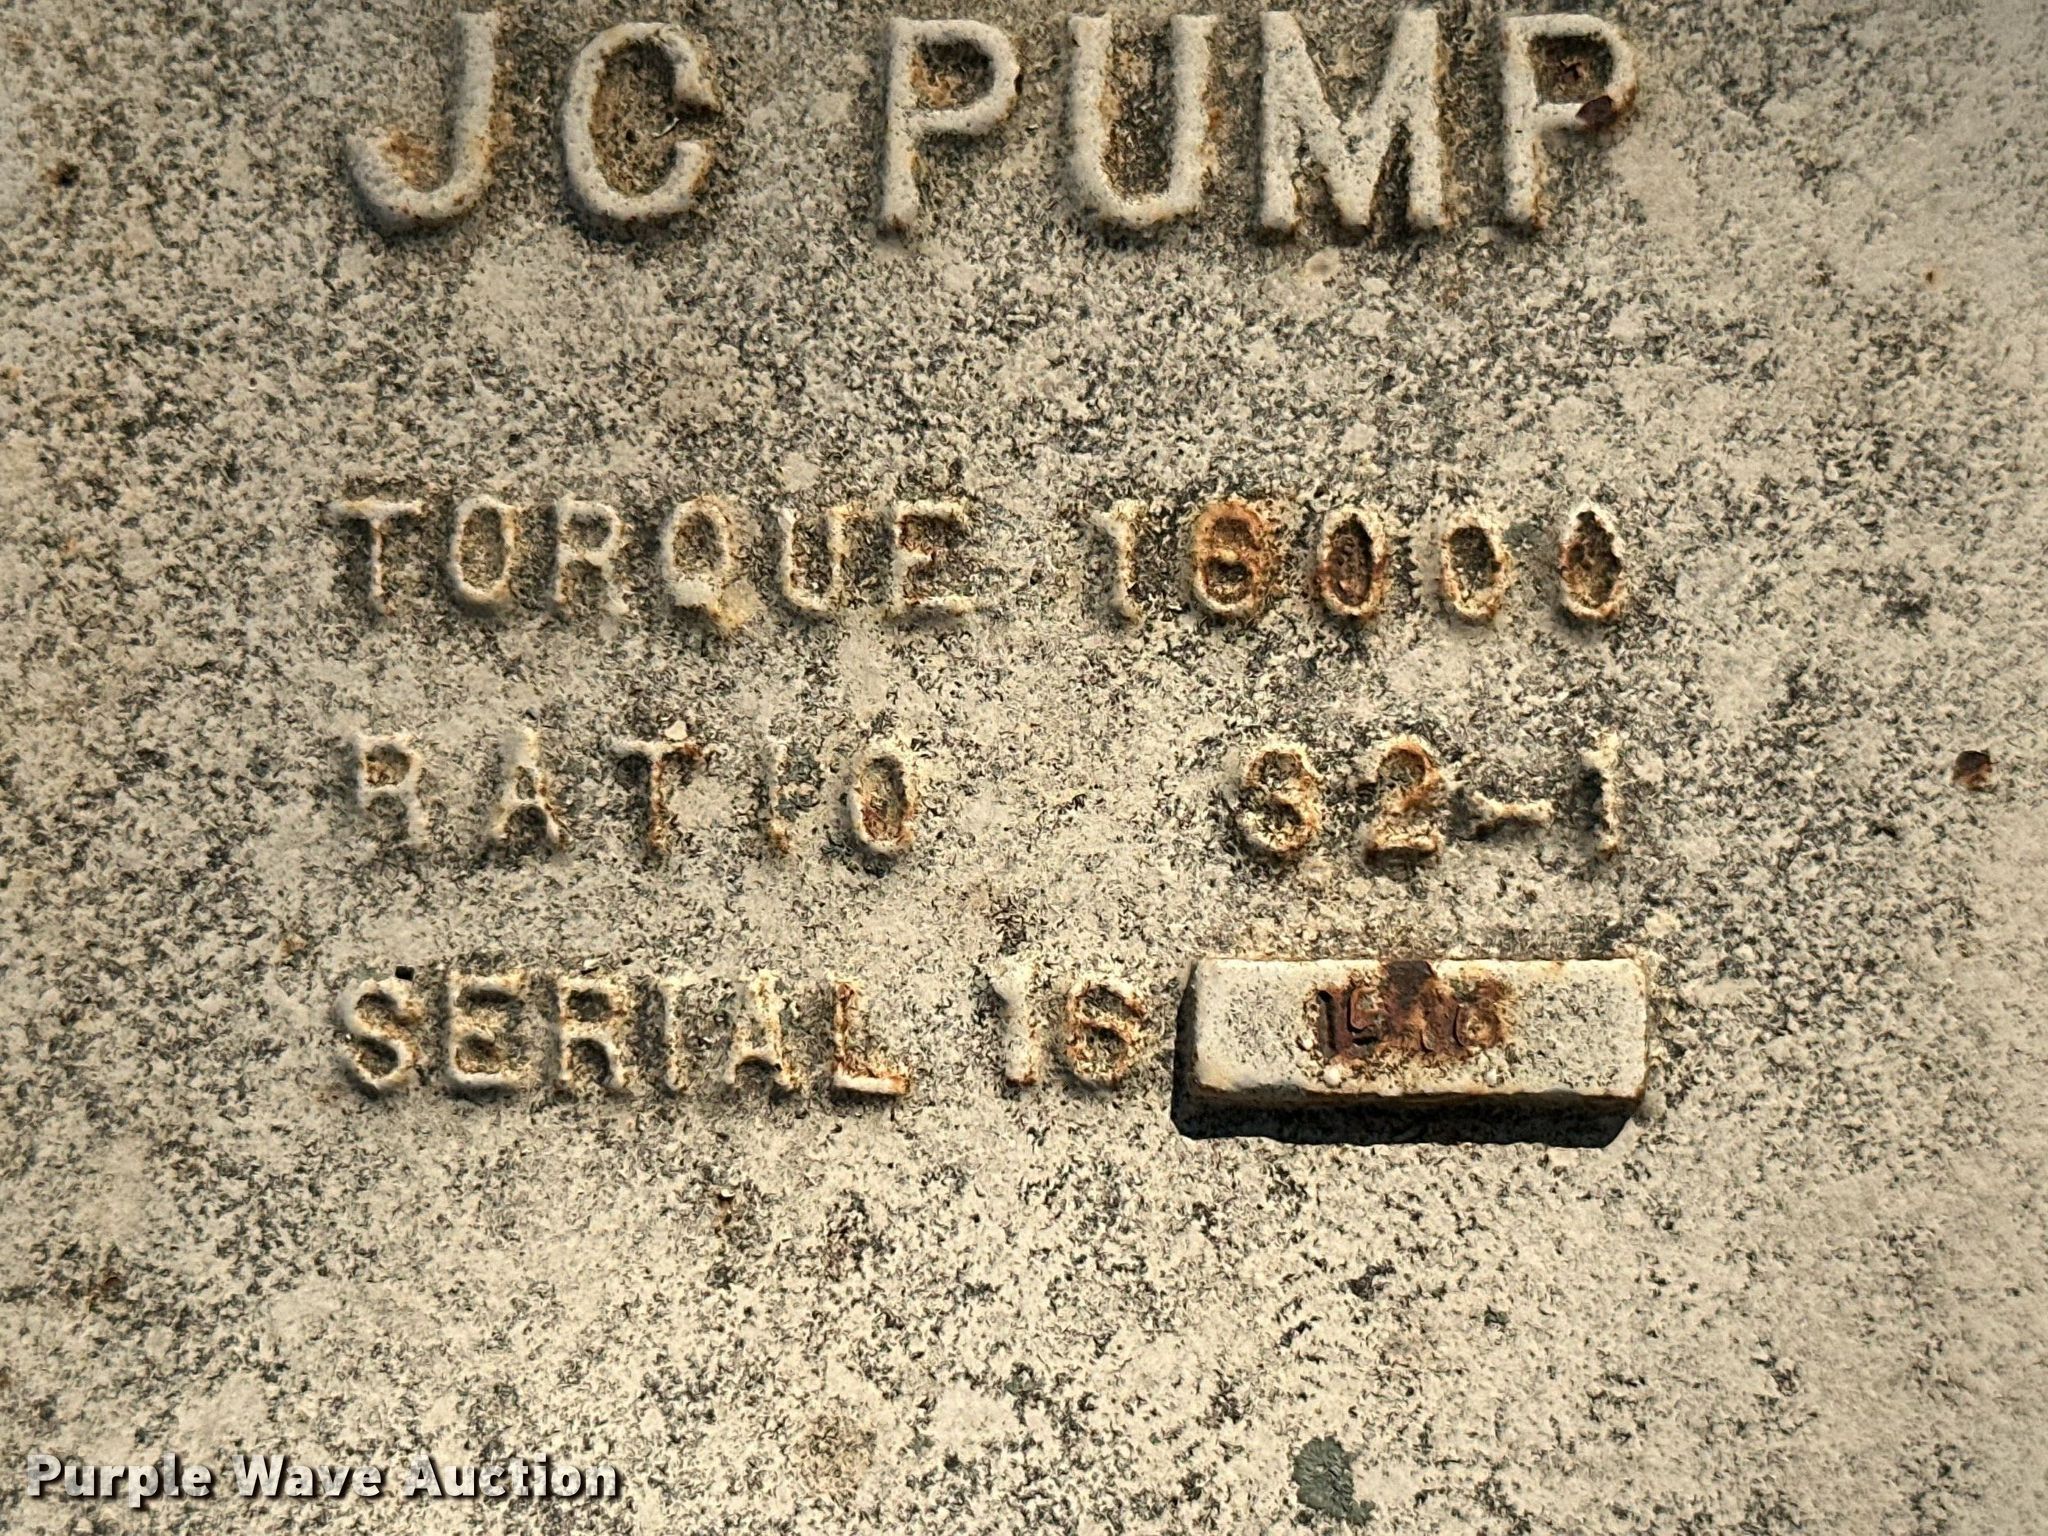 JC PUMP
TORQUE 16000
RATIO 32-1
SERIAL 16
Purple Wave Auction